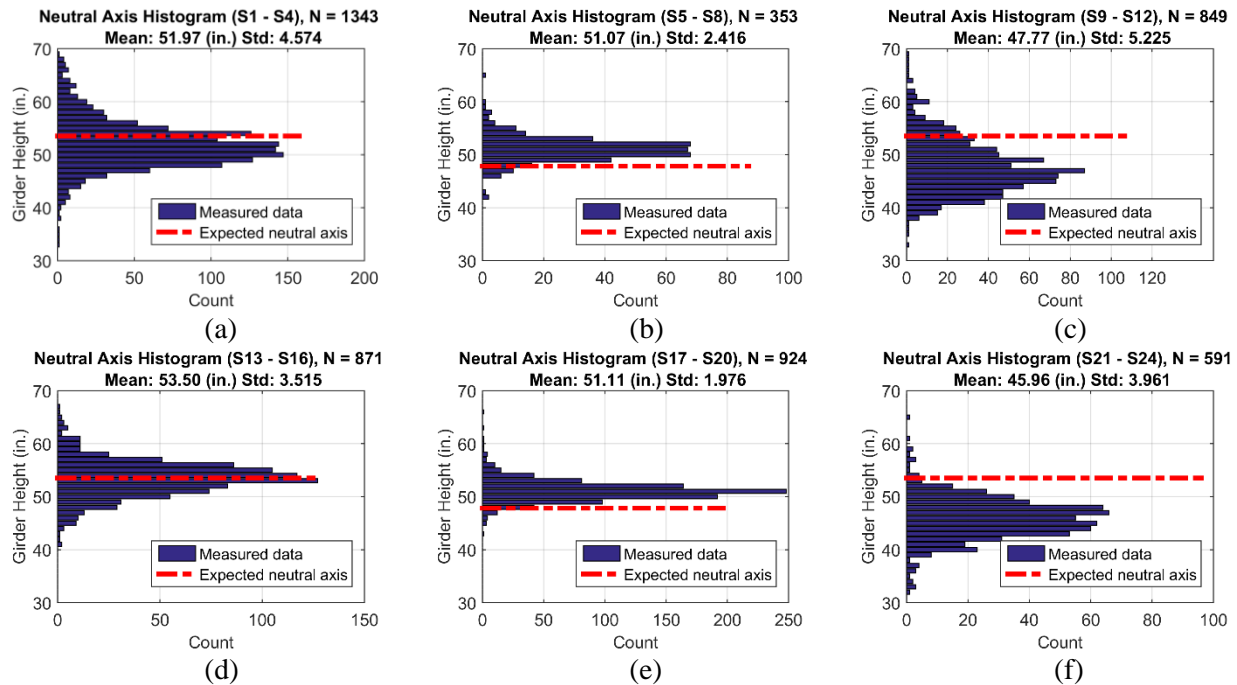 Neutral Axis Histogram (S1 - S4), N = 1343
Mean: 51.97 (in.) Std: 4.574
70
60
50
40
30
Girder Height (in.)
Measured data
Expected neutral axis
0 50 100 150 200
Count
(a)
Neutral Axis Histogram (S5 - S8), N = 353
Mean: 51.07 (in.) Std: 2.416
70
60
50
40
30
Girder Height (in.)
Measured data
Expected neutral axis
0 20 40 60 80 100
Count
(b)
Neutral Axis Histogram (S9 - S12), N = 849
Mean: 47.77 (in.) Std: 5.225
70
60
50
40
30
Girder Height (in.)
Measured data
Expected neutral axis
0 20 40 60 80 100 120
Count
(c)
Neutral Axis Histogram (S13 - S16), N = 871
Mean: 53.50 (in.) Std: 3.515
70
60
50
40
30
Girder Height (in.)
Measured data
Expected neutral axis
0 50 100 150
Count
(d)
Neutral Axis Histogram (S17 - S20), N = 924
Mean: 51.11 (in.) Std: 1.976
70
60
50
40
30
Girder Height (in.)
Measured data
Expected neutral axis
0 50 100 150 200 250
Count
(e)
Neutral Axis Histogram (S21 - S24), N = 591
Mean: 45.96 (in.) Std: 3.961
70
60
50
40
30
Girder Height (in.)
Measured data
Expected neutral axis
0 20 40 60 80 100
Count
(f)